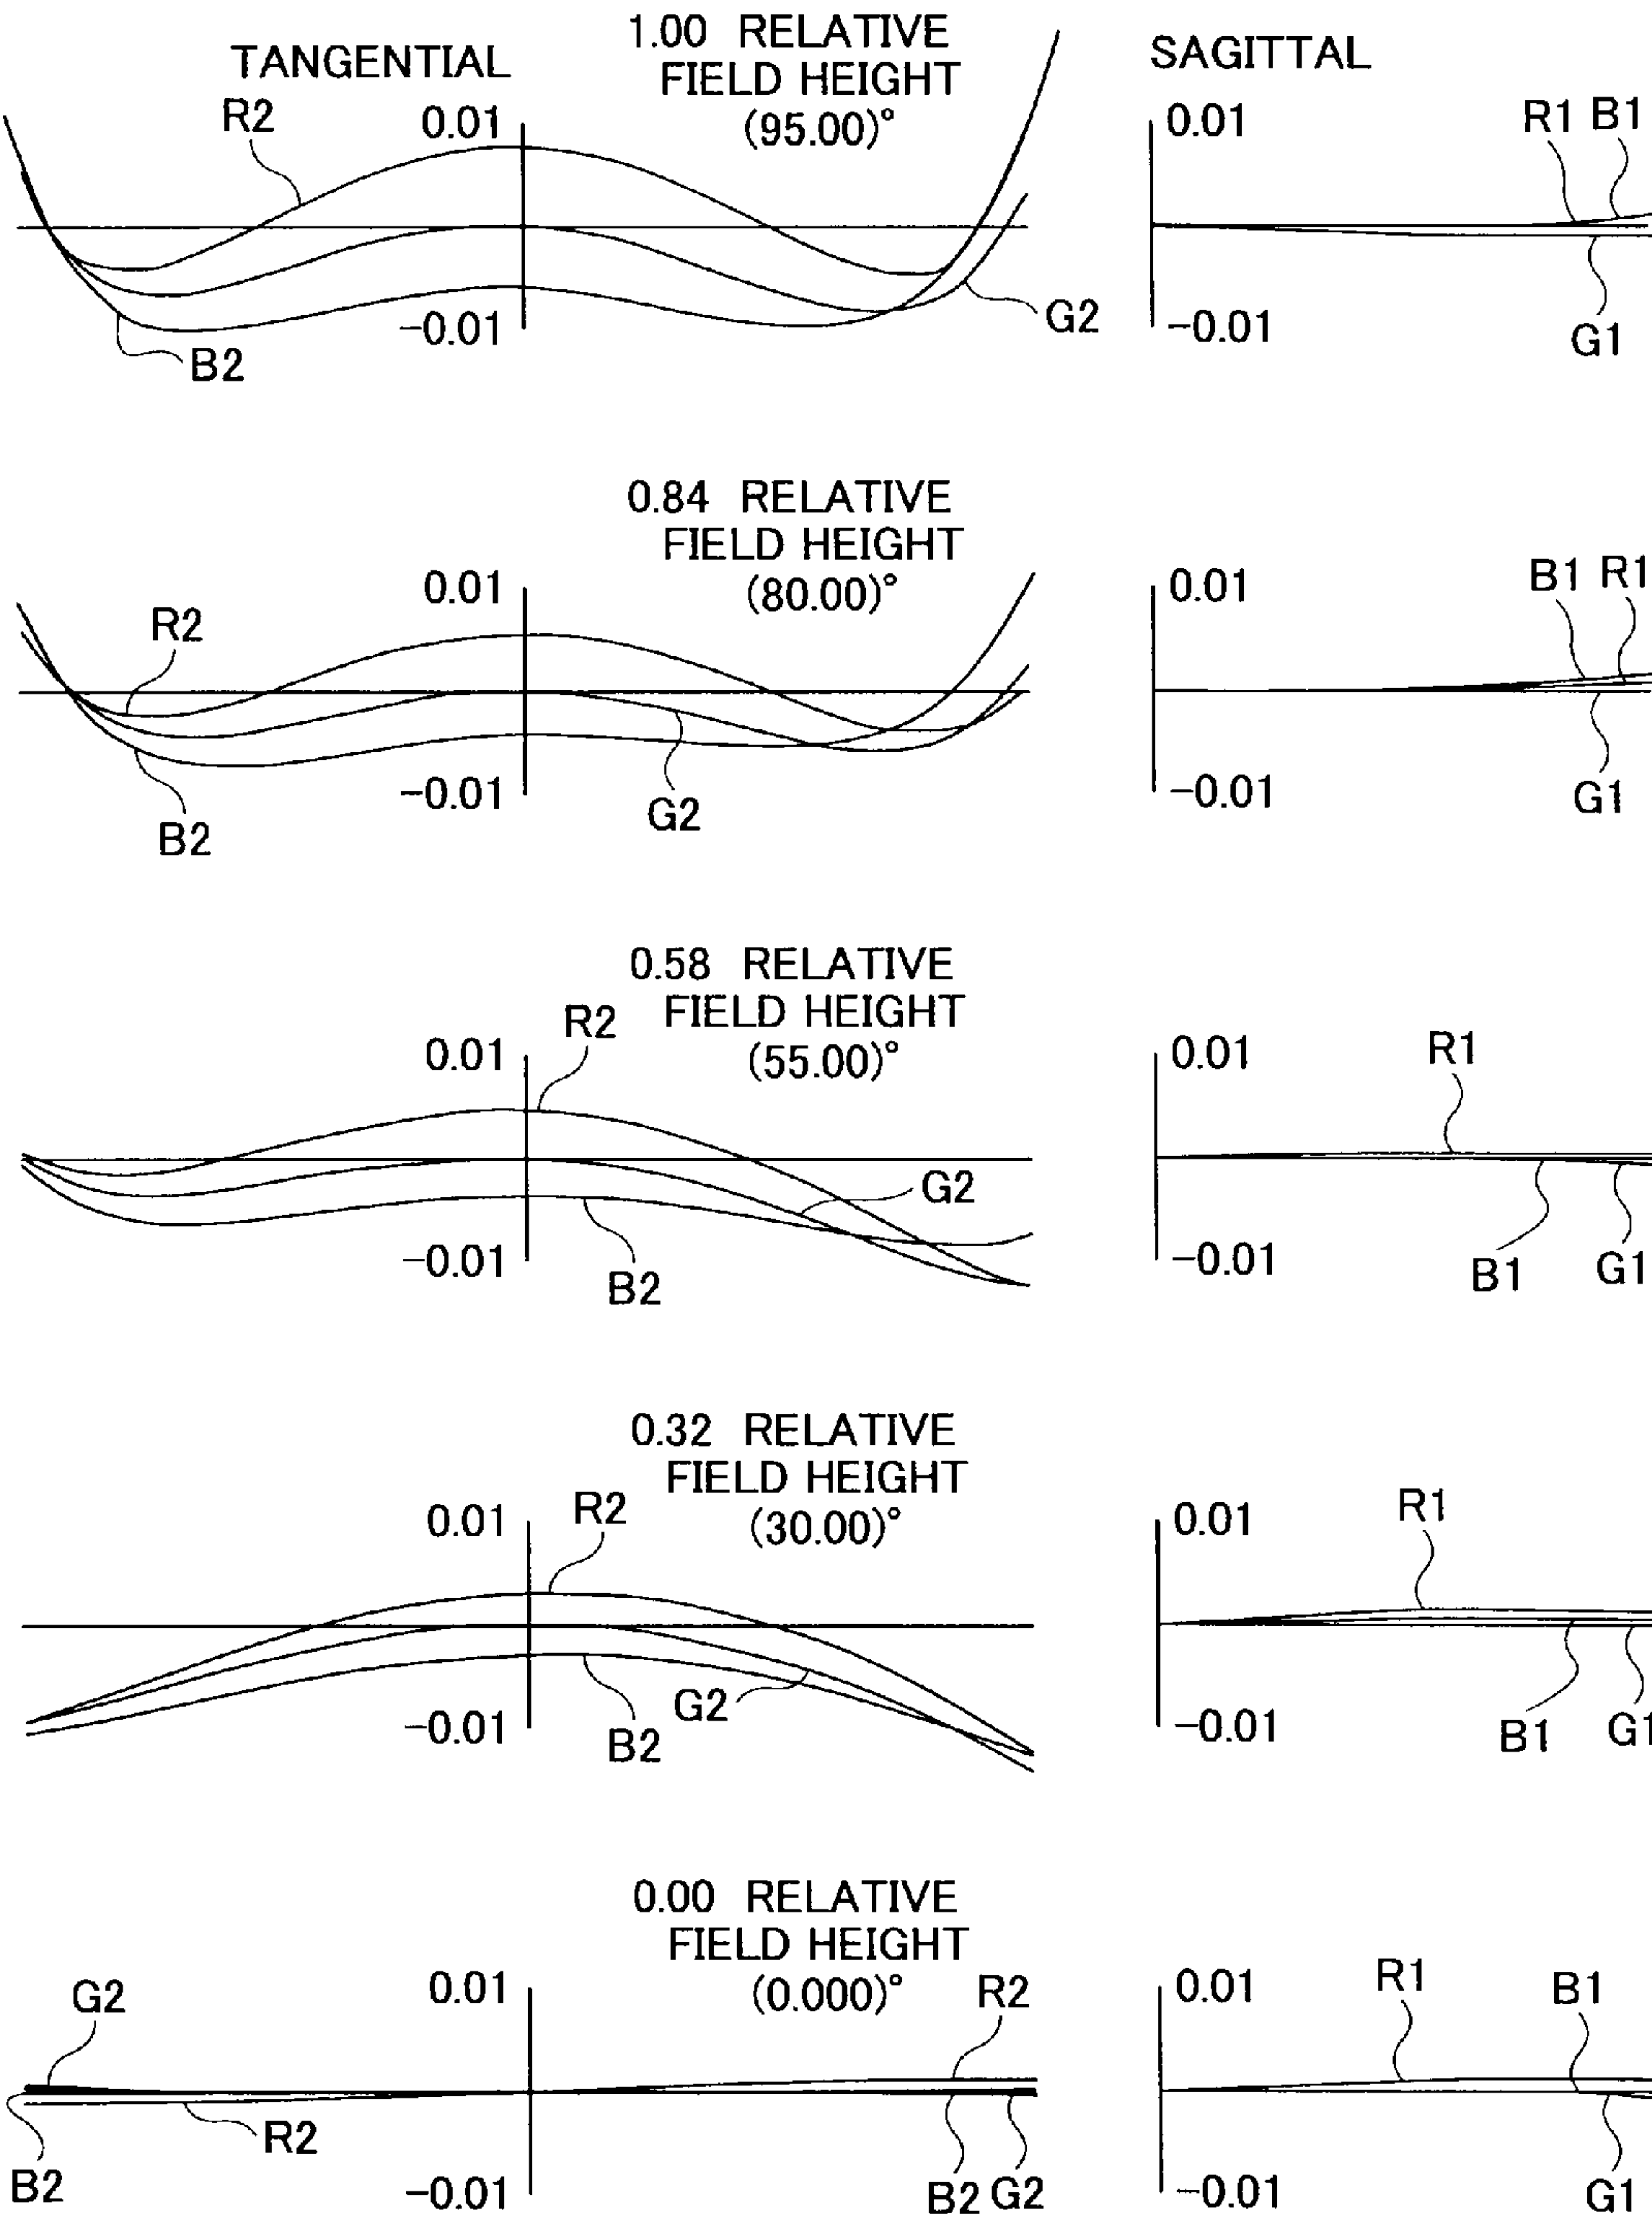 TANGENTIAL
1.00 RELATIVE
FIELD HEIGHT
(95.00)°
SAGITTAL
R2
0.01
0.01
R1 B1
−0.01
G2
−0.01
G1
B2
0.84 RELATIVE
FIELD HEIGHT
(80.00)°
0.01
0.01
B1 R1
R2
−0.01
G2
−0.01
G1
B2
0.58 RELATIVE
FIELD HEIGHT
(55.00)°
R2
0.01
0.01
R1
G2
−0.01
B2
−0.01
B1
G1
0.32 RELATIVE
FIELD HEIGHT
(30.00)°
R2
0.01
0.01
R1
G2
−0.01
B2
−0.01
B1
G1
0.00 RELATIVE
FIELD HEIGHT
(0.000)°
G2
0.01
R2
0.01
R1
B1
R2
B2
−0.01
B2 G2
−0.01
G1